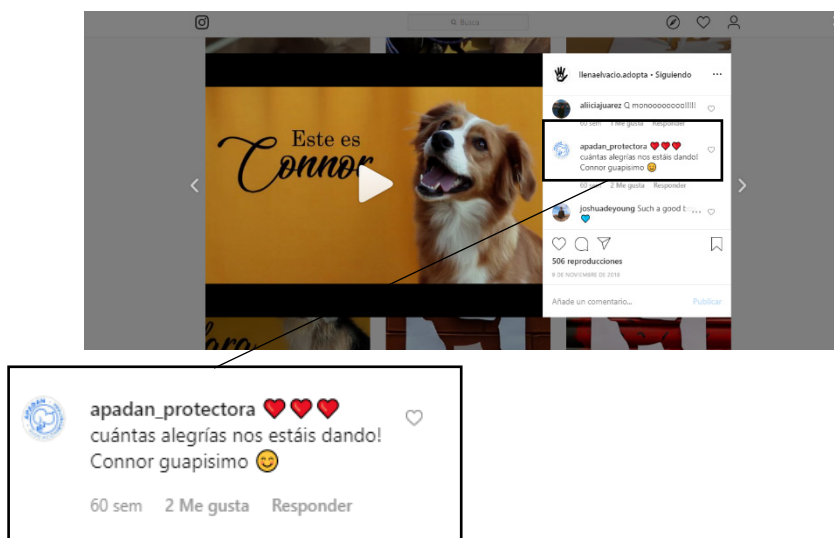 Busca
llenaelvacio.adopta • Siguiendo
Este es
Connor
aliiciajuarez Q monooooooooo!!!!!
60 sem 3 Me gusta Responder
apadan_protectora ❤️❤️❤️
cuántas alegrías nos estáis dando!
Connor guapisimo 😊
60 sem 2 Me gusta Responder
joshuadeyoung Such a good
💙
506 reproducciones
9 DE NOVIEMBRE DE 2018
Añade un comentario...
Publicar
apadan_protectora ❤️❤️❤️
cuántas alegrías nos estáis dando!
Connor guapisimo 😊
60 sem 2 Me gusta Responder